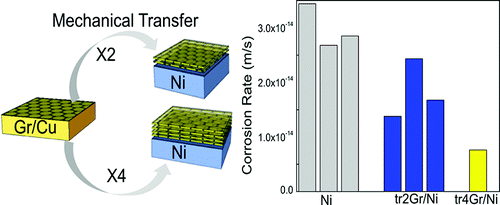 Mechanical Transfer
X2
Ni
Gr/Cu
X4
Ni
Corrosion Rate (m/s)
3.0x10-14
2.0x10-14
1.0x10-14
0.0
Ni
tr2Gr/Ni
tr4Gr/Ni